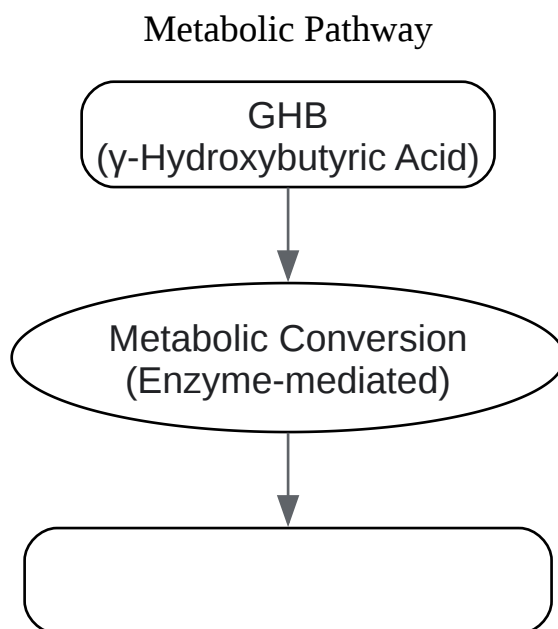 Metabolic Pathway
GHB
(γ-Hydroxybutyric Acid)
Metabolic Conversion
(Enzyme-mediated)